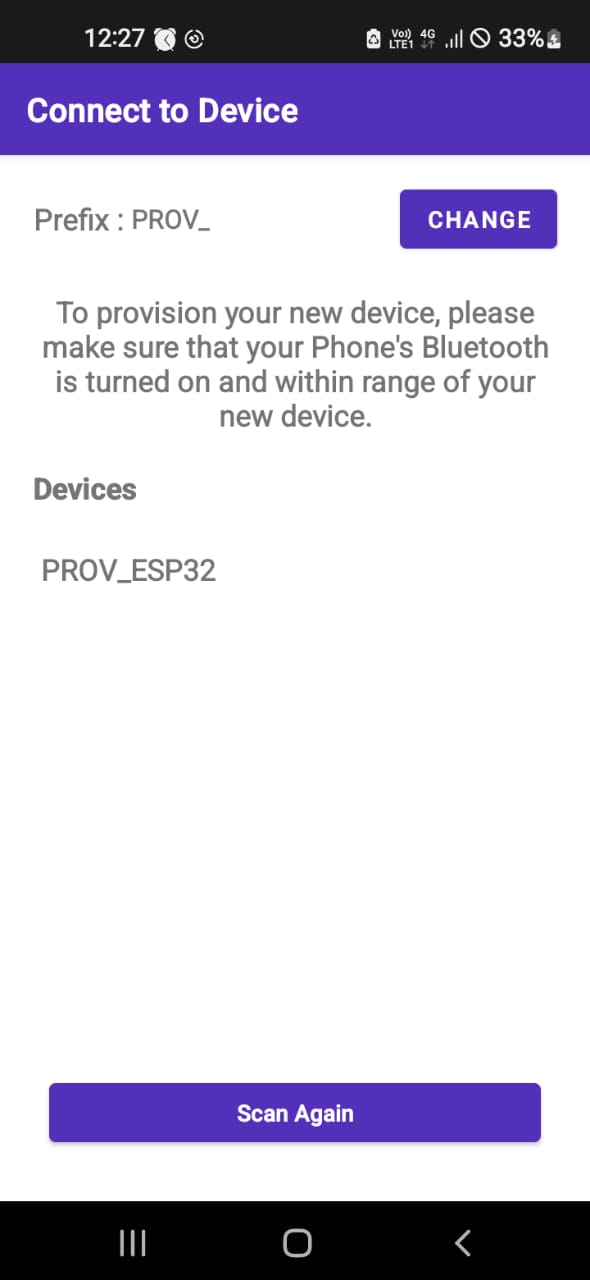 12:27
Vo)) 4G
LTE1
33%
Connect to Device
Prefix : PROV_
CHANGE
To provision your new device, please
make sure that your Phone's Bluetooth
is turned on and within range of your
new device.
Devices
PROV_ESP32
Scan Again